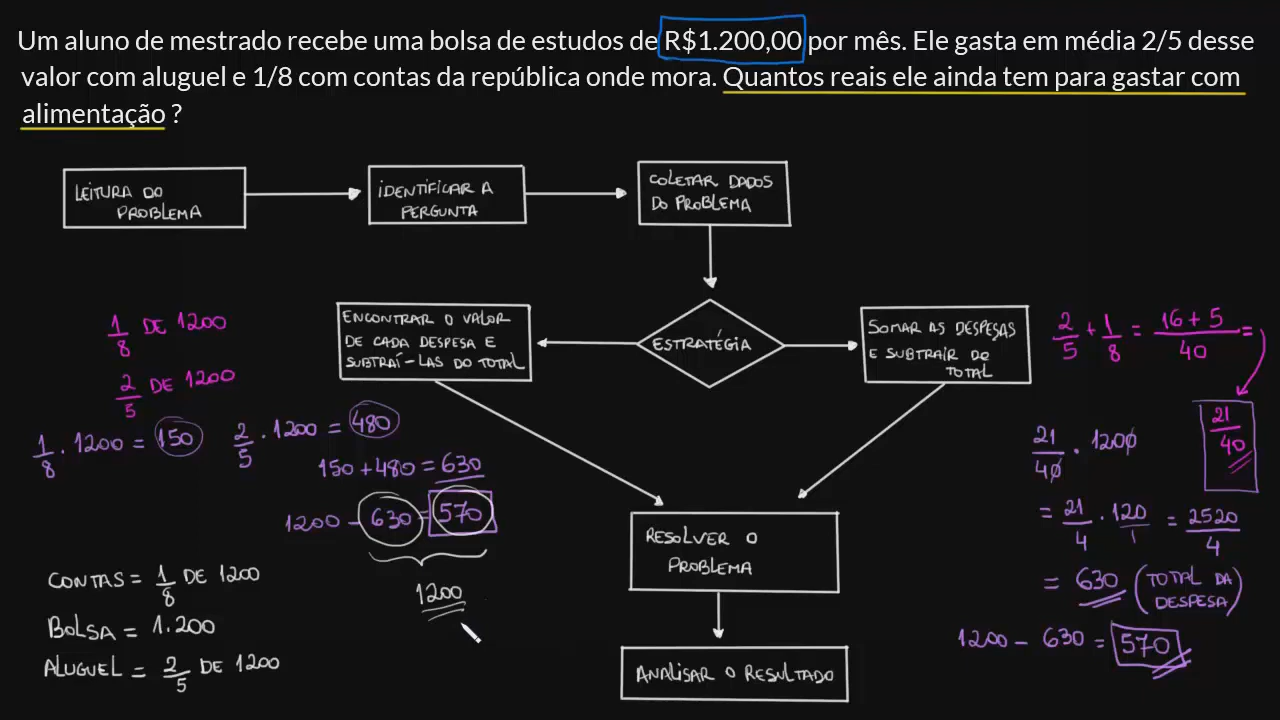 Um aluno de mestrado recebe uma bolsa de estudos de R$1.200,00 por mês. Ele gasta em média 2/5 desse
valor com aluguel e 1/8 com contas da república onde mora. Quantos reais ele ainda tem para gastar com
alimentação ?
LEITURA DO
PROBLEMA
IDENTIFICAR A
PERGUNTA
COLETAR DADOS
DO PROBLEMA
ESTRATÉGIA
ENCONTRAR O VALOR
DE CADA DESPESA E
SUBTRAÍ-LAS DO TOTAL
SOMAR AS DESPESAS
E SUBTRAIR DO
TOTAL
RESOLVER O
PROBLEMA
ANALISAR O RESULTADO
1/8 DE 1200
2/5 DE 1200
1/8 . 1200 = 150
2/5 . 1200 = 480
150 + 480 = 630
1200 - 630 = 570
1200
CONTAS = 1/8 DE 1200
BOLSA = 1.200
ALUGUEL = 2/5 DE 1200
2/5 + 1/8 = 16 + 5/40 =
21/40
21/40 . 1200
= 21/4 . 120/1 = 2520/4
= 630 (TOTAL DA
DESPESA)
1200 - 630 = 570